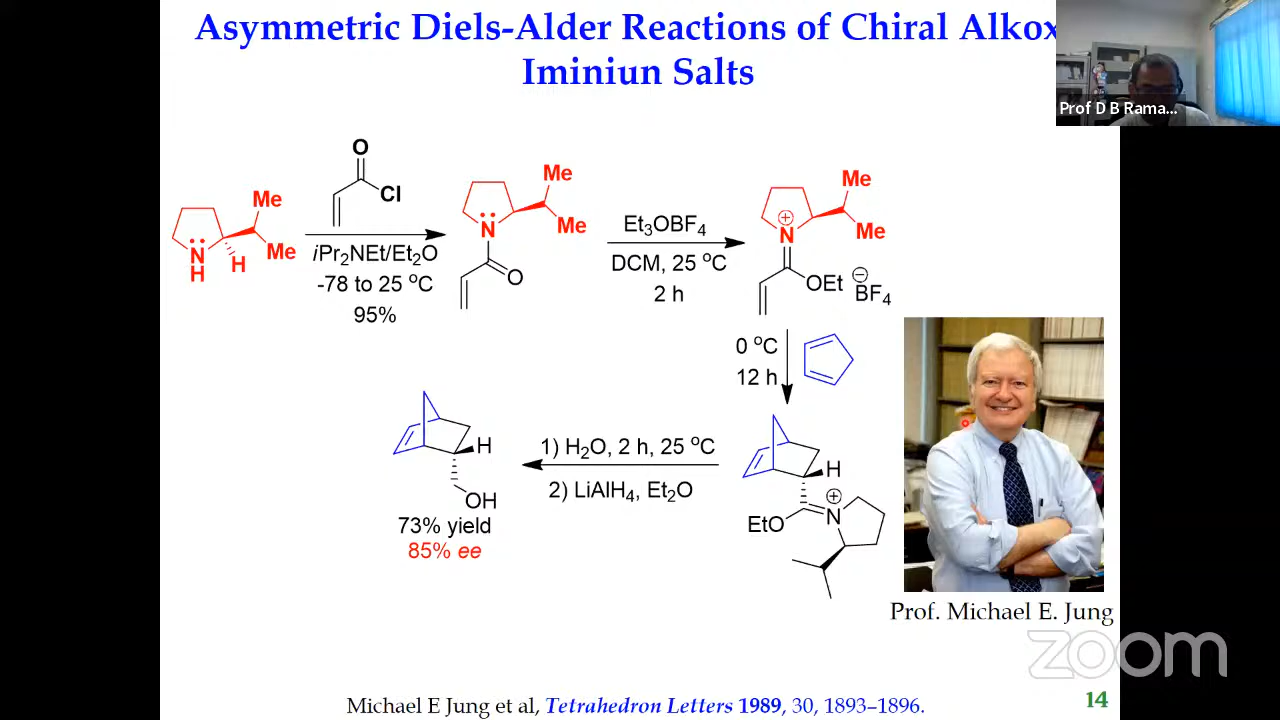 Asymmetric Diels-Alder Reactions of Chiral Alkox
Iminiun Salts
Prof D B Rama...
O
Cl
Me
Me
N
H
H
iPr₂NEt/Et₂O
-78 to 25 °C
95%
Me
Me
N
O
Et₃OBF₄
DCM, 25 °C
2 h
Me
Me
⊕
N
OEt
⊖
BF₄
0 °C
12 h
H
OH
73% yield
85% ee
1) H₂O, 2 h, 25 °C
2) LiAlH₄, Et₂O
H
⊕
EtO
N
Prof. Michael E. Jung
zoom
Michael E Jung et al, Tetrahedron Letters 1989, 30, 1893–1896.
14